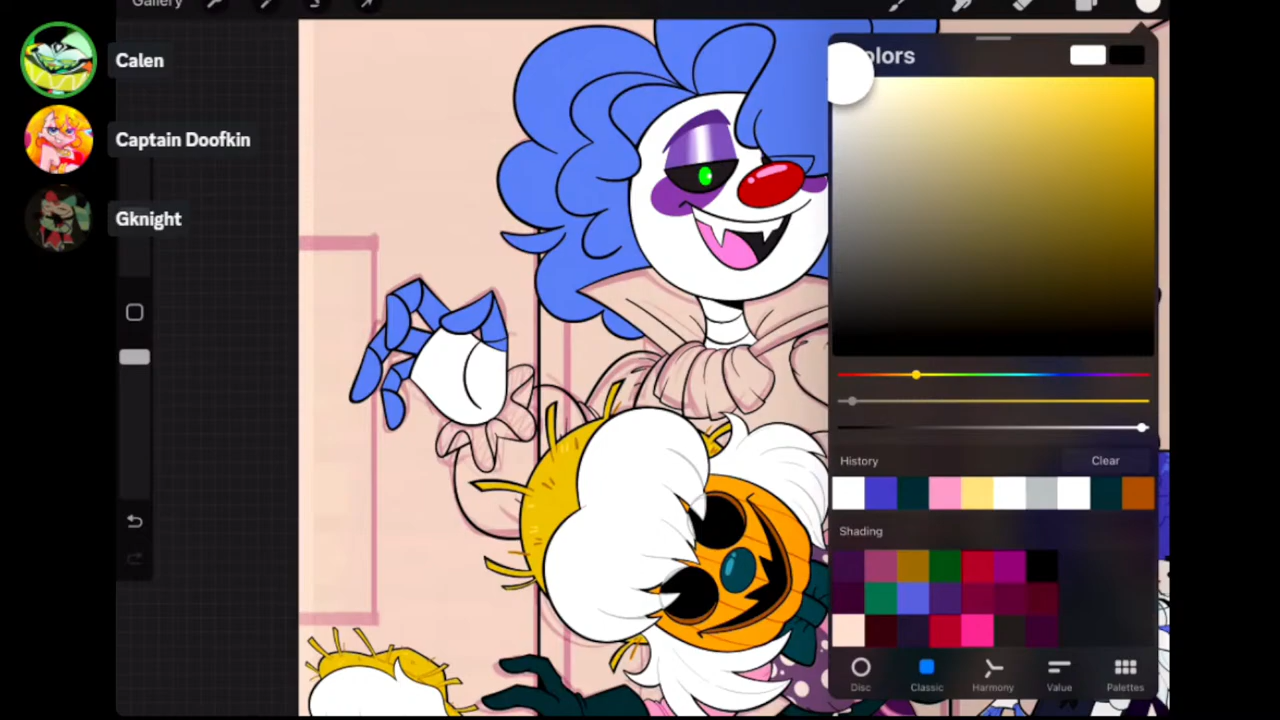 Gallery
Calen
Captain Doofkin
Gknight
olors
History
Clear
Shading
Disc
Classic
Harmony
Value
Palettes